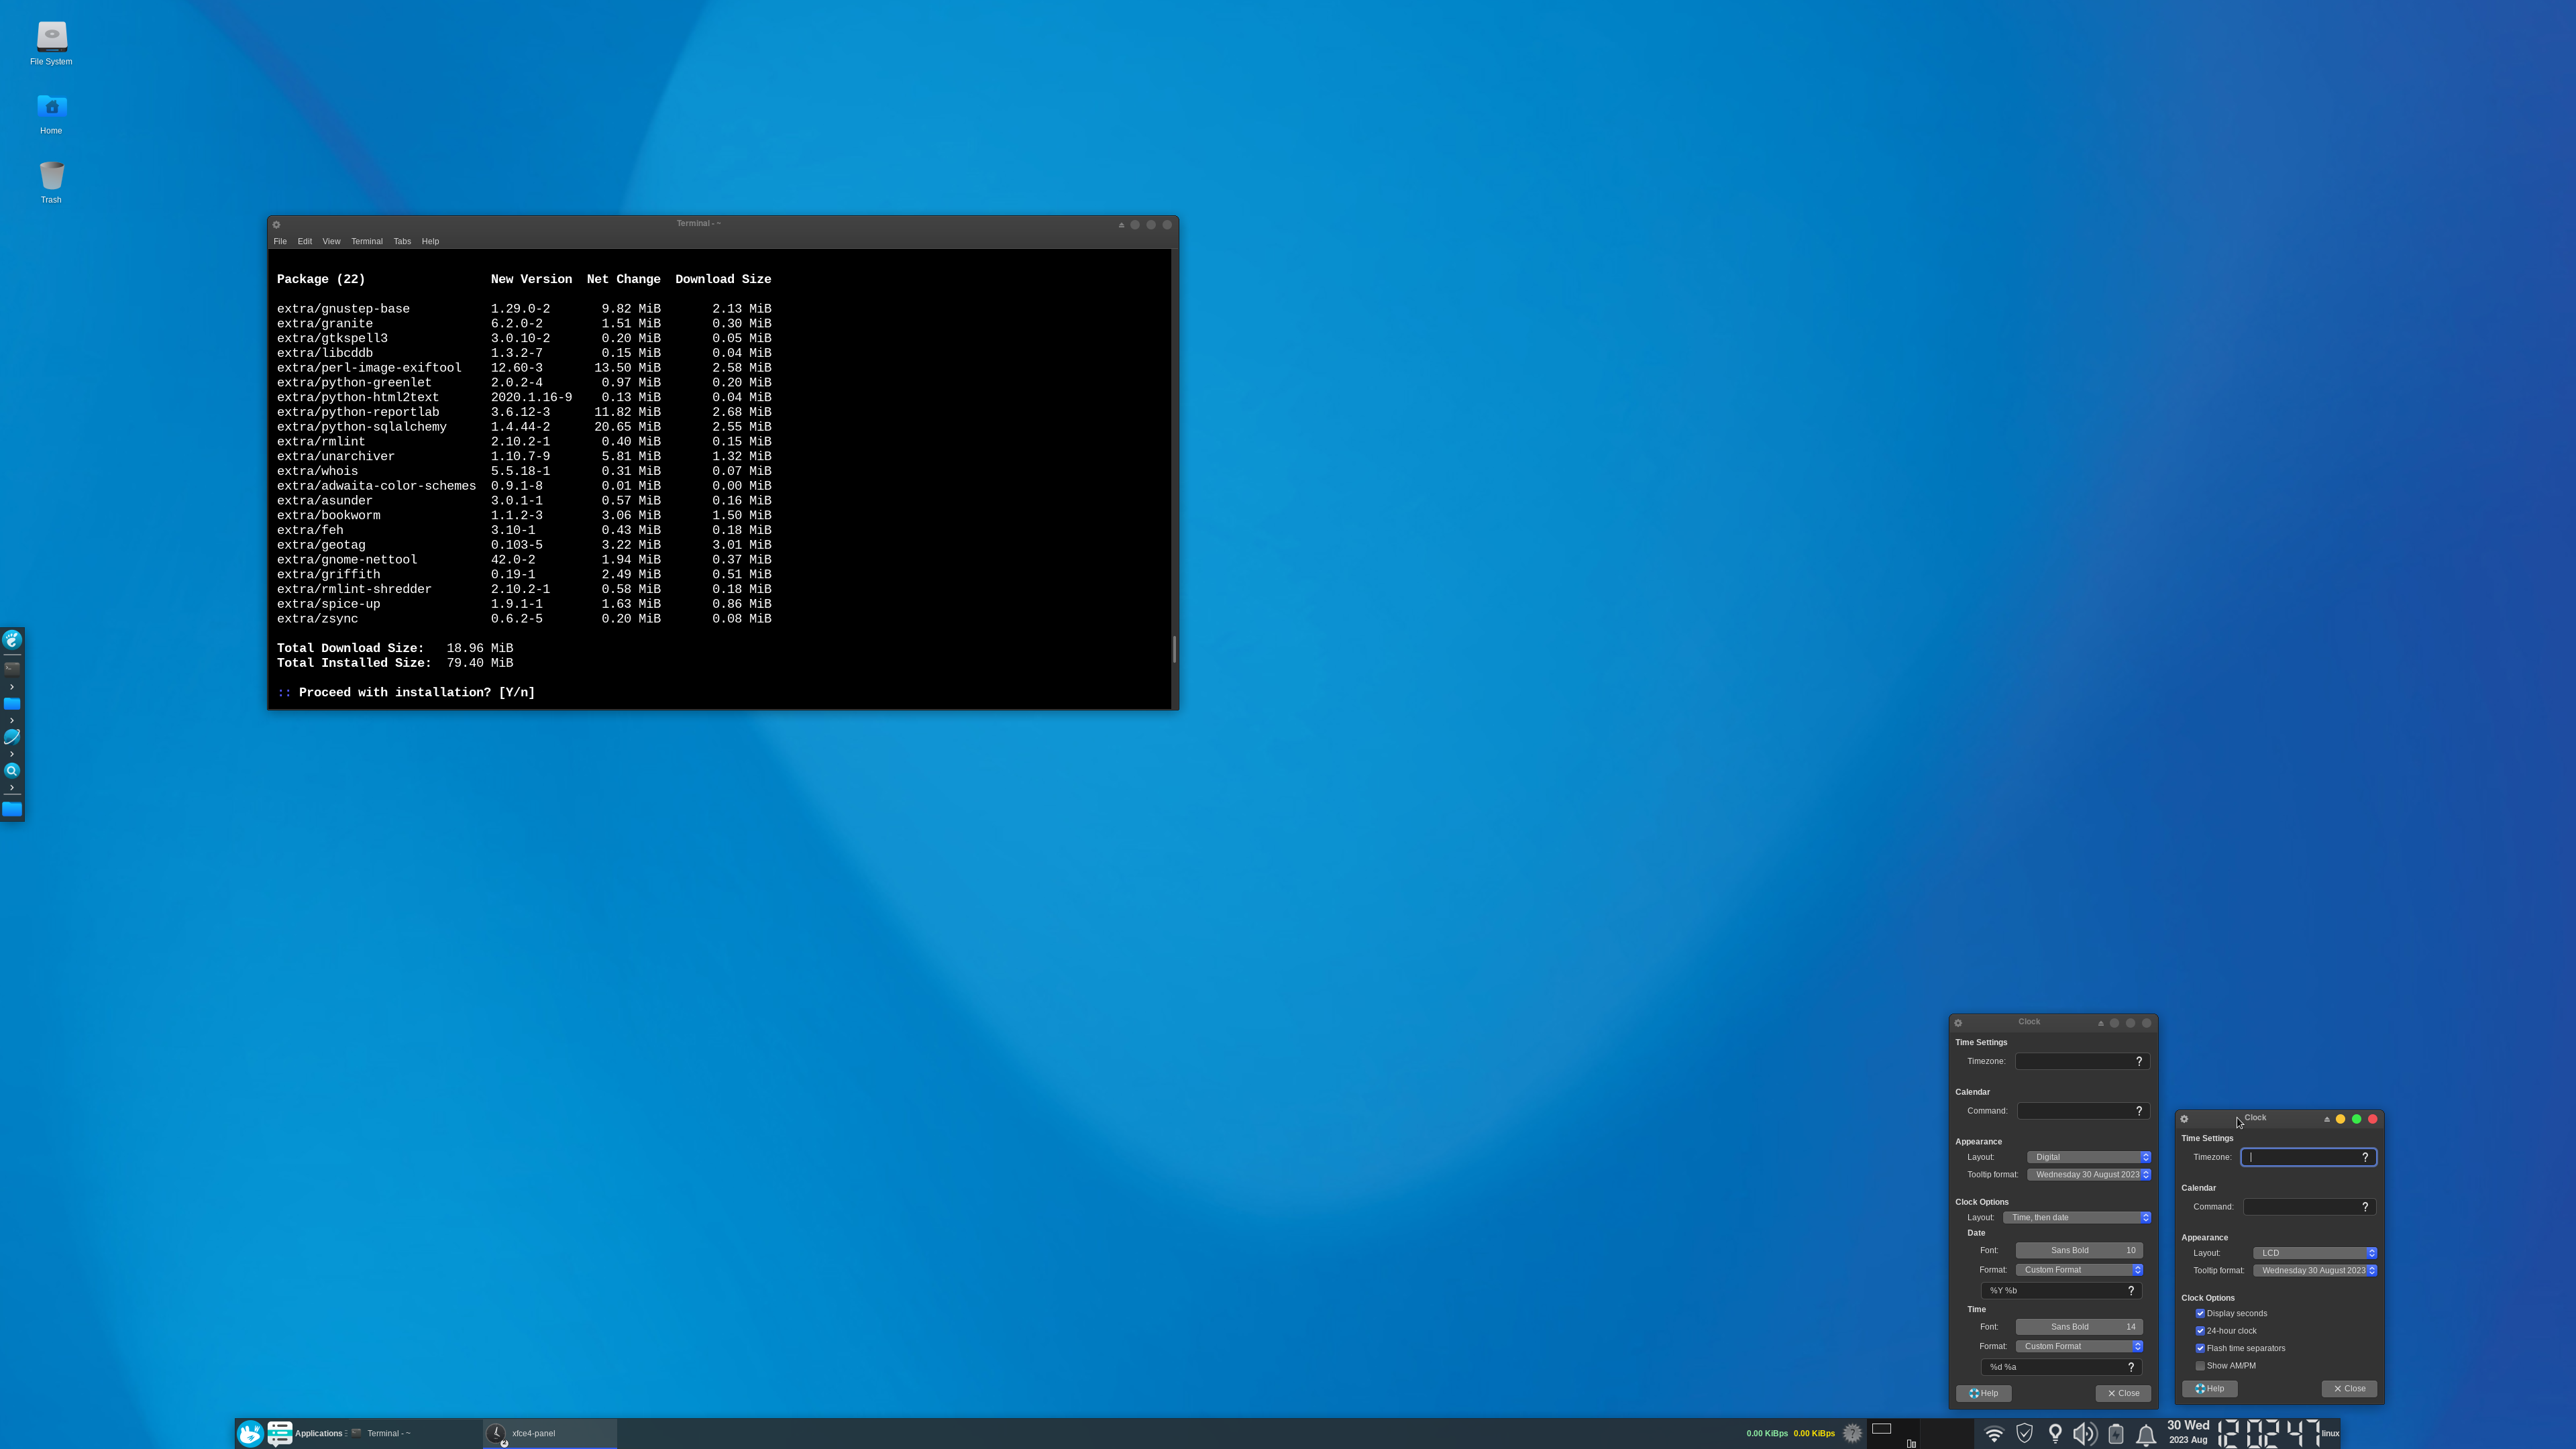 File System
Home
Trash
Terminal - ~
File Edit View Terminal Tabs Help
Package (22) New Version Net Change Download Size
extra/gnustep-base 1.29.0-2 9.82 MiB 2.13 MiB
extra/granite 6.2.0-2 1.51 MiB 0.30 MiB
extra/gtkspell3 3.0.10-2 0.20 MiB 0.05 MiB
extra/libcddb 1.3.2-7 0.15 MiB 0.04 MiB
extra/perl-image-exiftool 12.60-3 13.50 MiB 2.58 MiB
extra/python-greenlet 2.0.2-4 0.97 MiB 0.20 MiB
extra/python-html2text 2020.1.16-9 0.13 MiB 0.04 MiB
extra/python-reportlab 3.6.12-3 11.82 MiB 2.68 MiB
extra/python-sqlalchemy 1.4.44-2 20.65 MiB 2.55 MiB
extra/rmlint 2.10.2-1 0.40 MiB 0.15 MiB
extra/unarchiver 1.10.7-9 5.81 MiB 1.32 MiB
extra/whois 5.5.18-1 0.31 MiB 0.07 MiB
extra/adwaita-color-schemes 0.9.1-8 0.01 MiB 0.00 MiB
extra/asunder 3.0.1-1 0.57 MiB 0.16 MiB
extra/bookworm 1.1.2-3 3.06 MiB 1.50 MiB
extra/feh 3.10-1 0.43 MiB 0.18 MiB
extra/geotag 0.103-5 3.22 MiB 3.01 MiB
extra/gnome-nettool 42.0-2 1.94 MiB 0.37 MiB
extra/griffith 0.19-1 2.49 MiB 0.51 MiB
extra/rmlint-shredder 2.10.2-1 0.58 MiB 0.18 MiB
extra/spice-up 1.9.1-1 1.63 MiB 0.86 MiB
extra/zsync 0.6.2-5 0.20 MiB 0.08 MiB
Total Download Size: 18.96 MiB
Total Installed Size: 79.40 MiB
:: Proceed with installation? [Y/n]
Clock
Time Settings
Timezone: ?
Calendar
Command: ?
Appearance
Layout: Digital
Tooltip format: Wednesday 30 August 2023
Clock Options
Layout: Time, then date
Date
Font: Sans Bold 10
Format: Custom Format
%Y %b ?
Time
Font: Sans Bold 14
Format: Custom Format
%d %a ?
Help Close
Clock
Time Settings
Timezone: ?
Calendar
Command: ?
Appearance
Layout: LCD
Tooltip format: Wednesday 30 August 2023
Clock Options
Display seconds
24-hour clock
Flash time separators
Show AM/PM
Help Close
Applications Terminal - ~ xfce4-panel 0.00 KiBps 0.00 KiBps ? 30 Wed
2023 Aug
12 02 47 linux